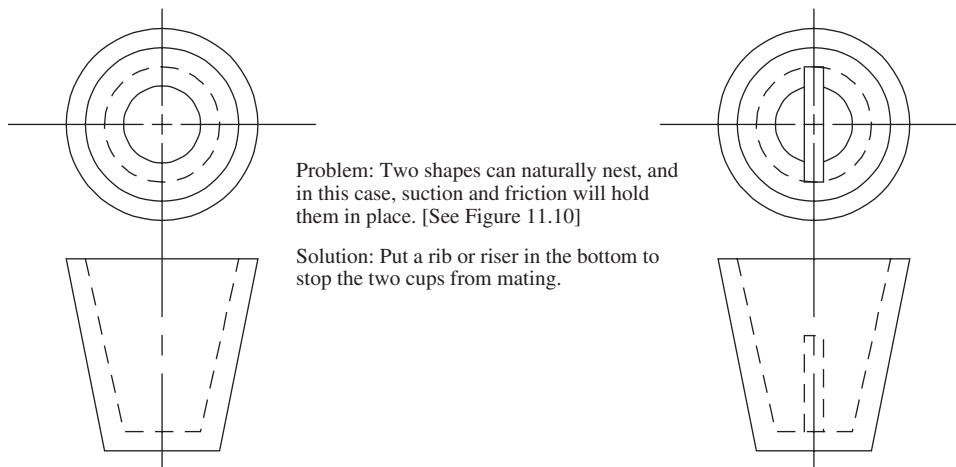 Problem: Two shapes can naturally nest, and
in this case, suction and friction will hold
them in place. [See Figure 11.10]
Solution: Put a rib or riser in the bottom to
stop the two cups from mating.